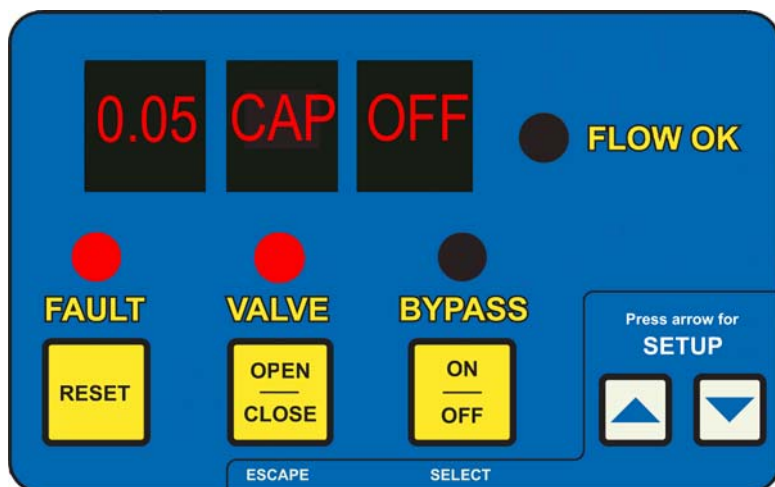 0.05 CAP OFF
FLOW OK
FAULT VALVE BYPASS
Press arrow for
SETUP
RESET
OPEN
CLOSE
ON
OFF
ESCAPE SELECT